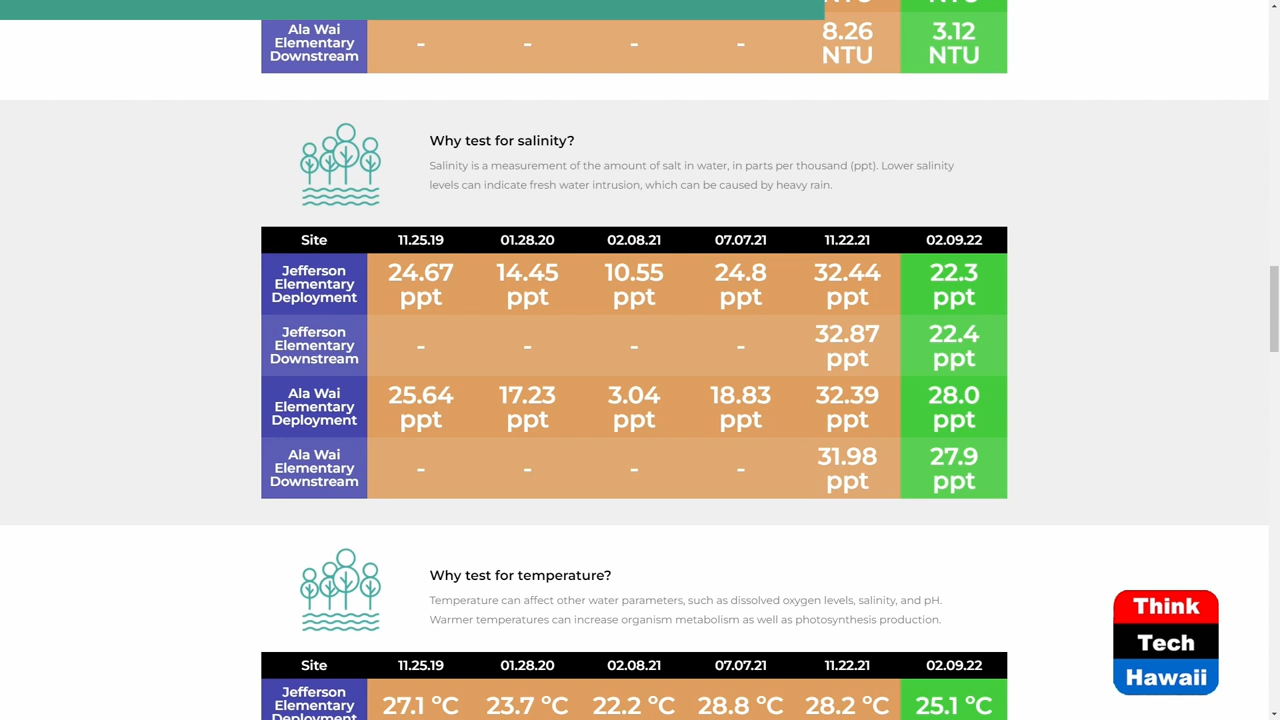 NTU NTU
Ala Wai Elementary Downstream - - - - 8.26 NTU 3.12 NTU
Why test for salinity?
Salinity is a measurement of the amount of salt in water, in parts per thousand (ppt). Lower salinity
levels can indicate fresh water intrusion, which can be caused by heavy rain.
Site 11.25.19 01.28.20 02.08.21 07.07.21 11.22.21 02.09.22
Jefferson Elementary Deployment 24.67 ppt 14.45 ppt 10.55 ppt 24.8 ppt 32.44 ppt 22.3 ppt
Jefferson Elementary Downstream - - - - 32.87 ppt 22.4 ppt
Ala Wai Elementary Deployment 25.64 ppt 17.23 ppt 3.04 ppt 18.83 ppt 32.39 ppt 28.0 ppt
Ala Wai Elementary Downstream - - - - 31.98 ppt 27.9 ppt
Why test for temperature?
Temperature can affect other water parameters, such as dissolved oxygen levels, salinity, and pH.
Warmer temperatures can increase organism metabolism as well as photosynthesis production.
Site 11.25.19 01.28.20 02.08.21 07.07.21 11.22.21 02.09.22
Jefferson Elementary Deployment 27.1 °C 23.7 °C 22.2 °C 28.8 °C 28.2 °C 25.1 °C
Think
Tech
Hawaii